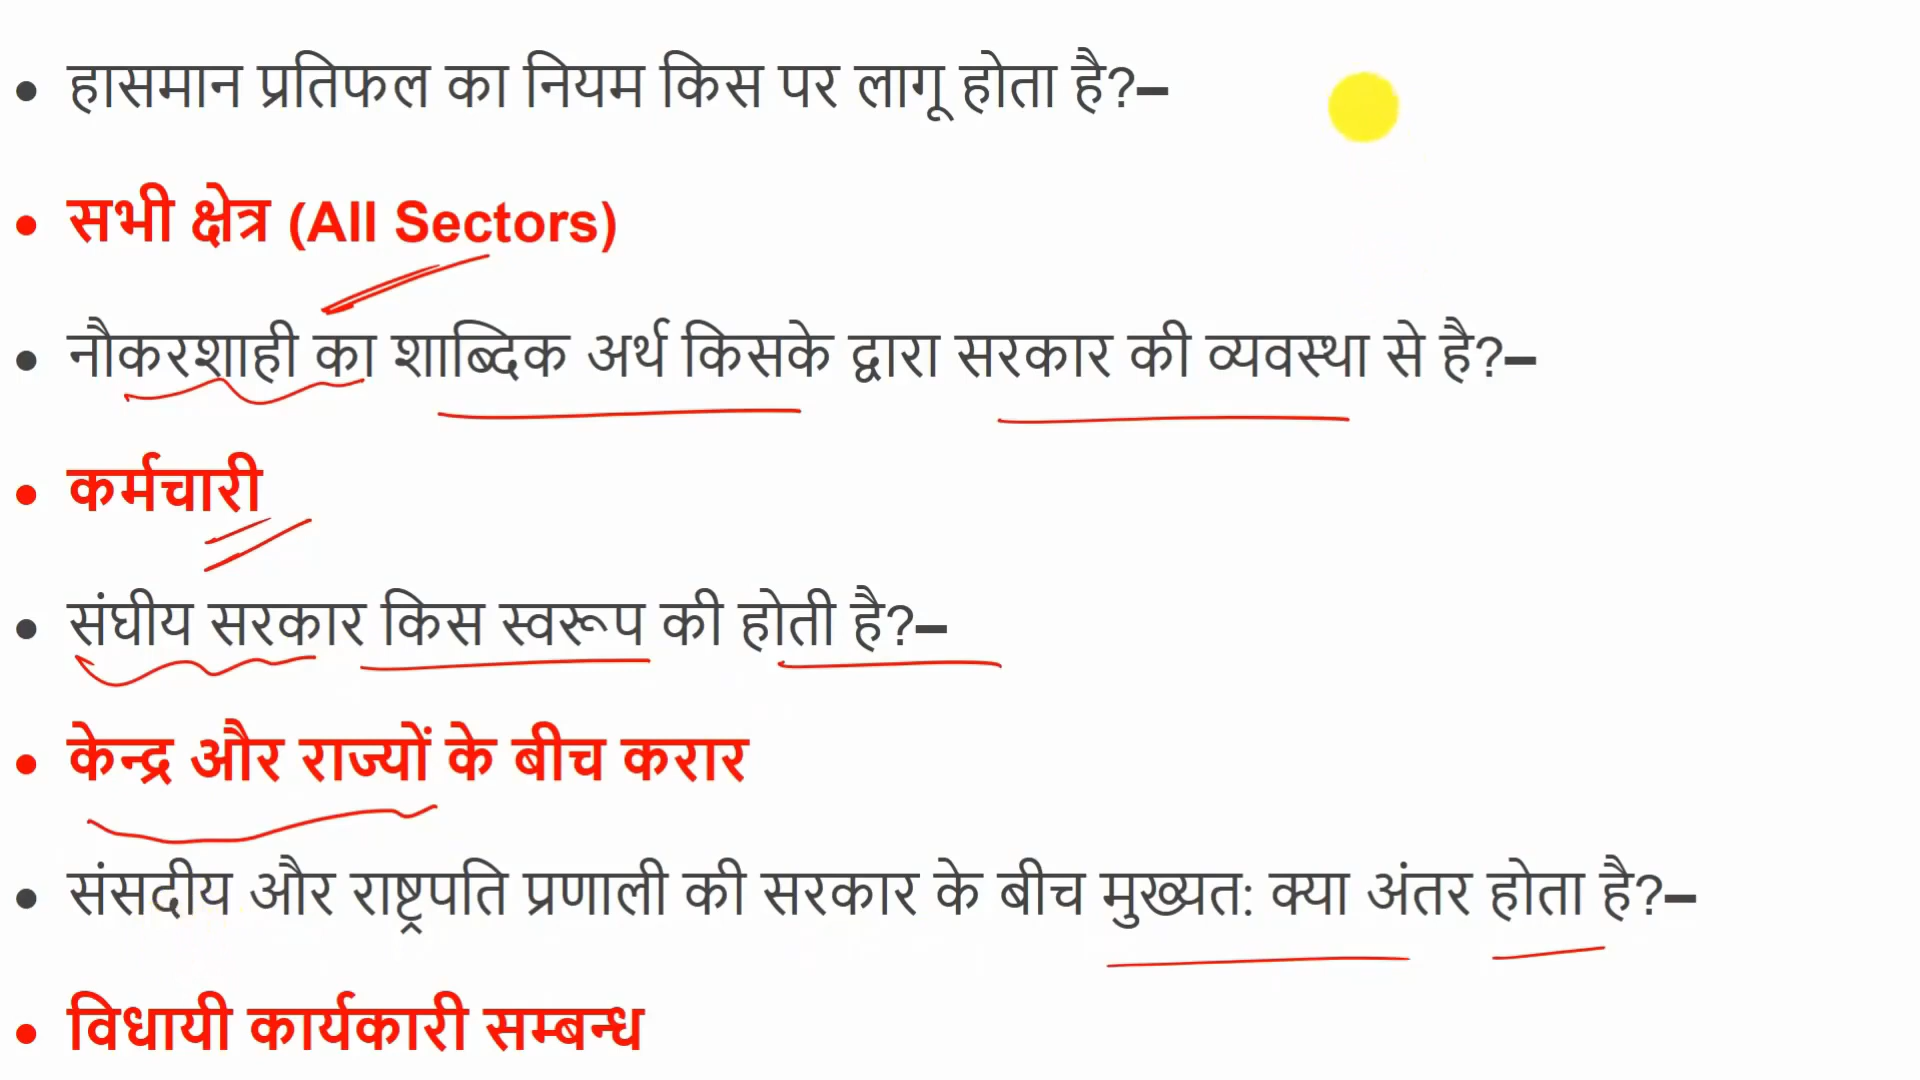 हासमान प्रतिफल का नियम किस पर लागू होता है?–
सभी क्षेत्र (All Sectors)
नौकरशाही का शाब्दिक अर्थ किसके द्वारा सरकार की व्यवस्था से है?–
कर्मचारी
संघीय सरकार किस स्वरूप की होती है?–
केन्द्र और राज्यों के बीच करार
संसदीय और राष्ट्रपति प्रणाली की सरकार के बीच मुख्यत: क्या अंतर होता है?–
विधायी कार्यकारी सम्बन्ध